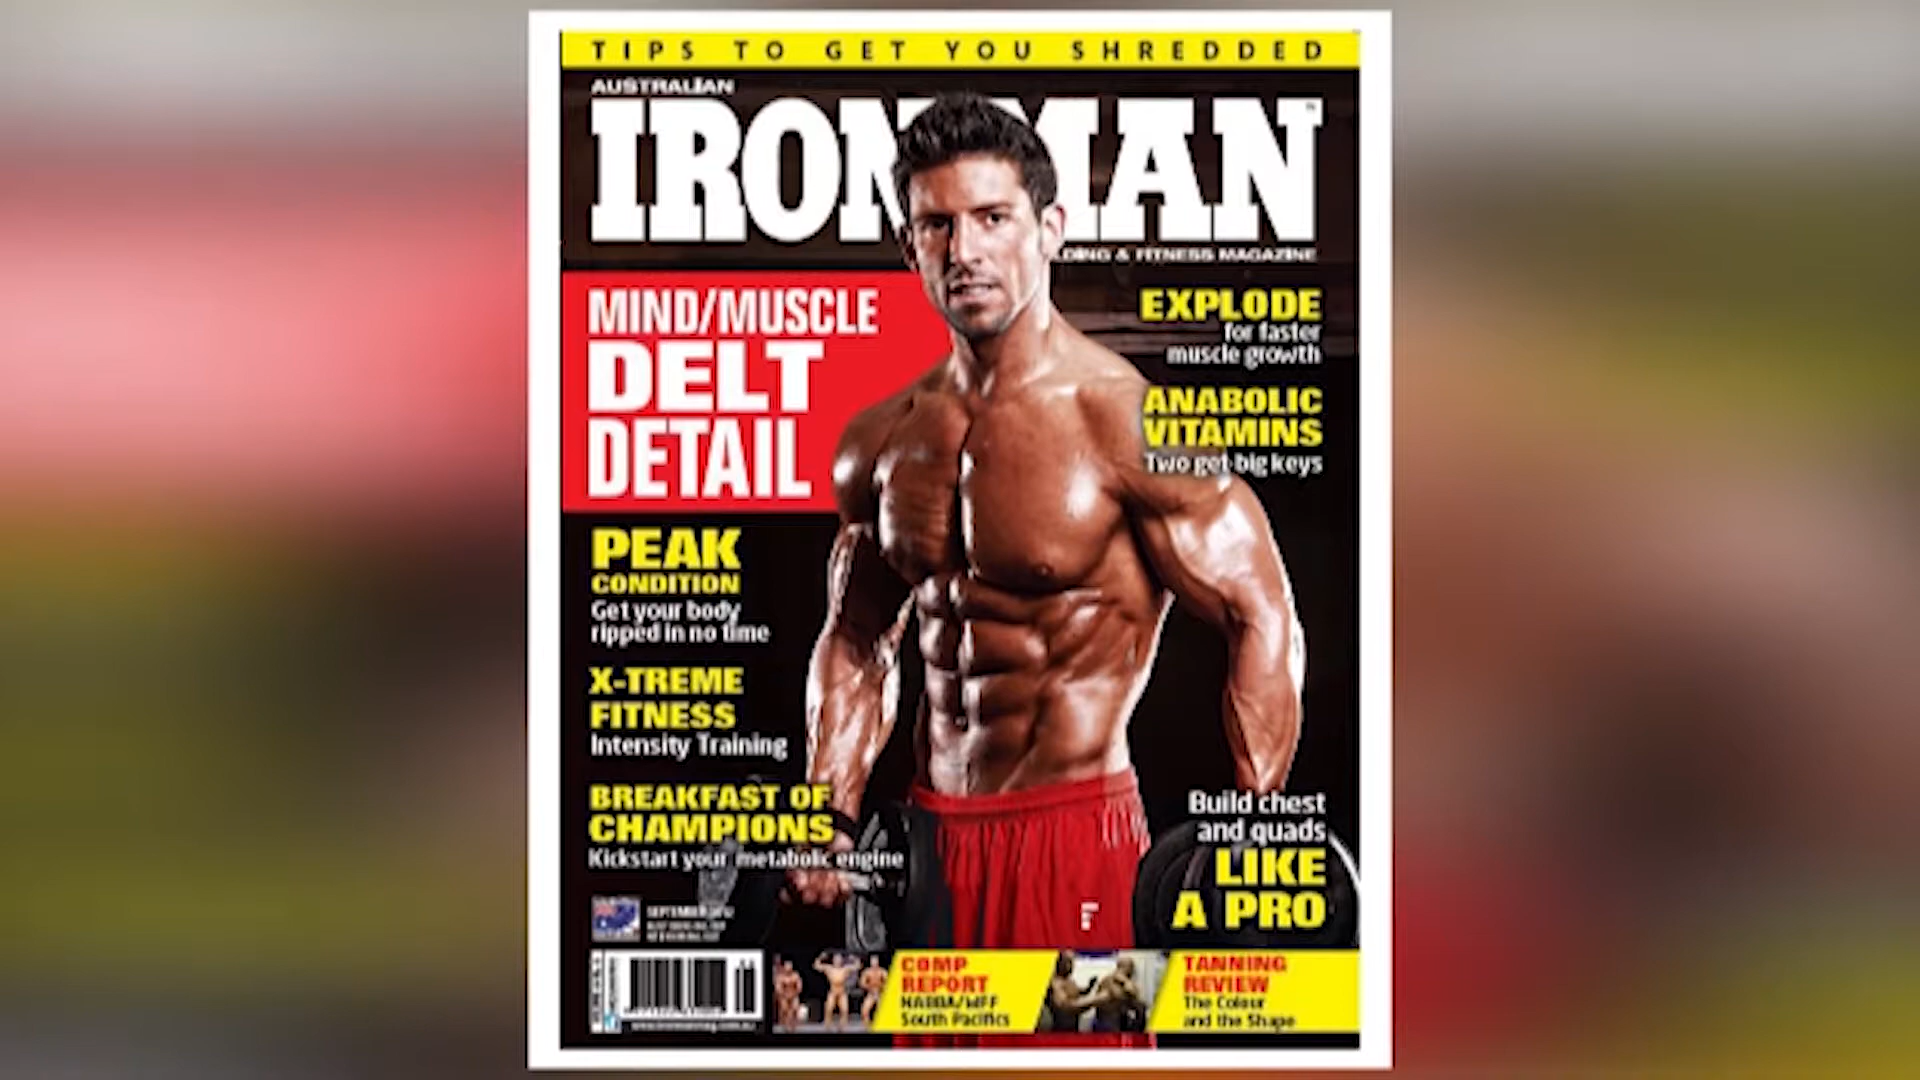 TIPS TO GET YOU SHREDDED
AUSTRALIAN
IRONMAN
& FITNESS MAGAZINE
MIND/MUSCLE
DELT
DETAIL
PEAK
CONDITION
Get your body
ripped in no time
X-TREME
FITNESS
Intensity Training
BREAKFAST OF
CHAMPIONS
Kickstart your metabolic engine
EXPLODE
for faster
muscle growth
ANABOLIC
VITAMINS
Two get-big keys
Build chest
and quads
LIKE
A PRO
SEPTEMBER
COMP
REPORT
NABBA/WFF
South Pacifics
TANNING
REVIEW
The Colour
and the Shape